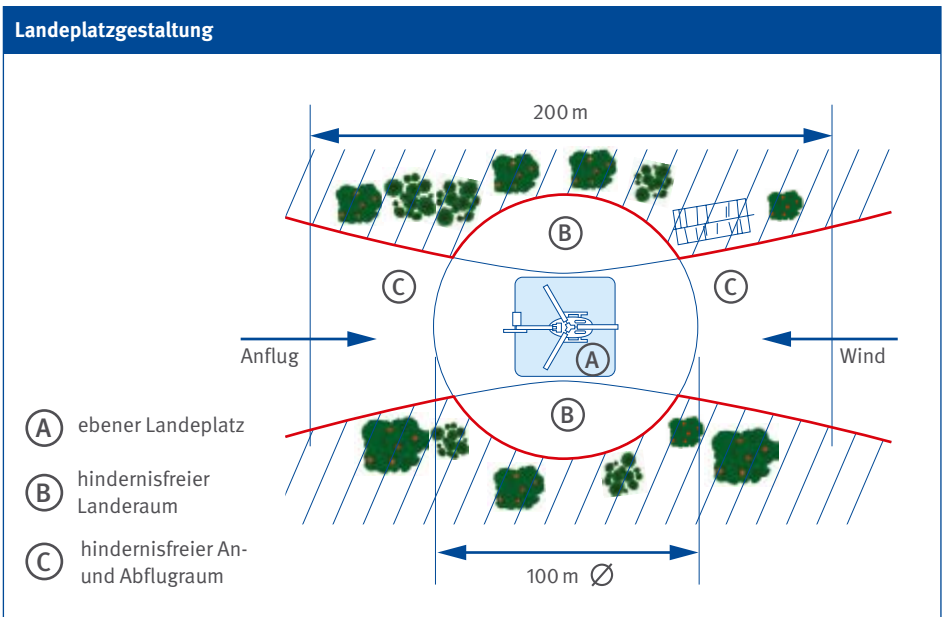 Landeplatzgestaltung
200 m
B
C
C
Anflug
Wind
A
B
A ebener Landeplatz
B hindernisfreier
Landeraum
C hindernisfreier An-
und Abflugraum
100 m Ø